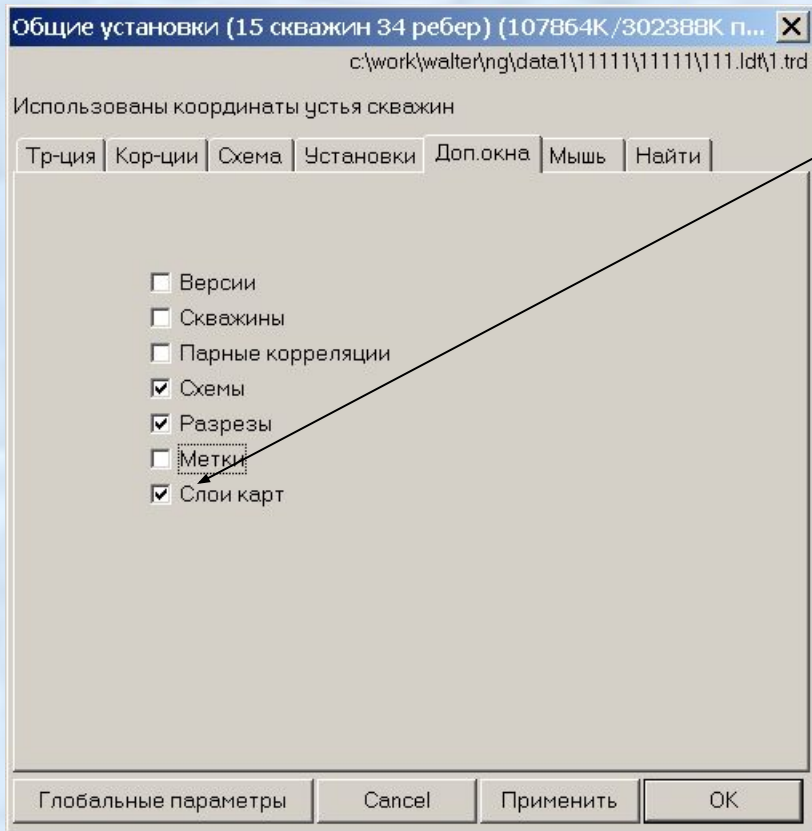 Общие установки (15 скважин 34 ребер) (107864K/302388K п...
c:\work\walter\ng\data1\11111\11111\111.ldt\1.trd
Использованы координаты устья скважин
Тр-ция Кор-ции Схема Установки Доп.окна Мышь Найти
Версии
Скважины
Парные корреляции
Схемы
Разрезы
Метки
Слои карт
Глобальные параметры Cancel Применить OK